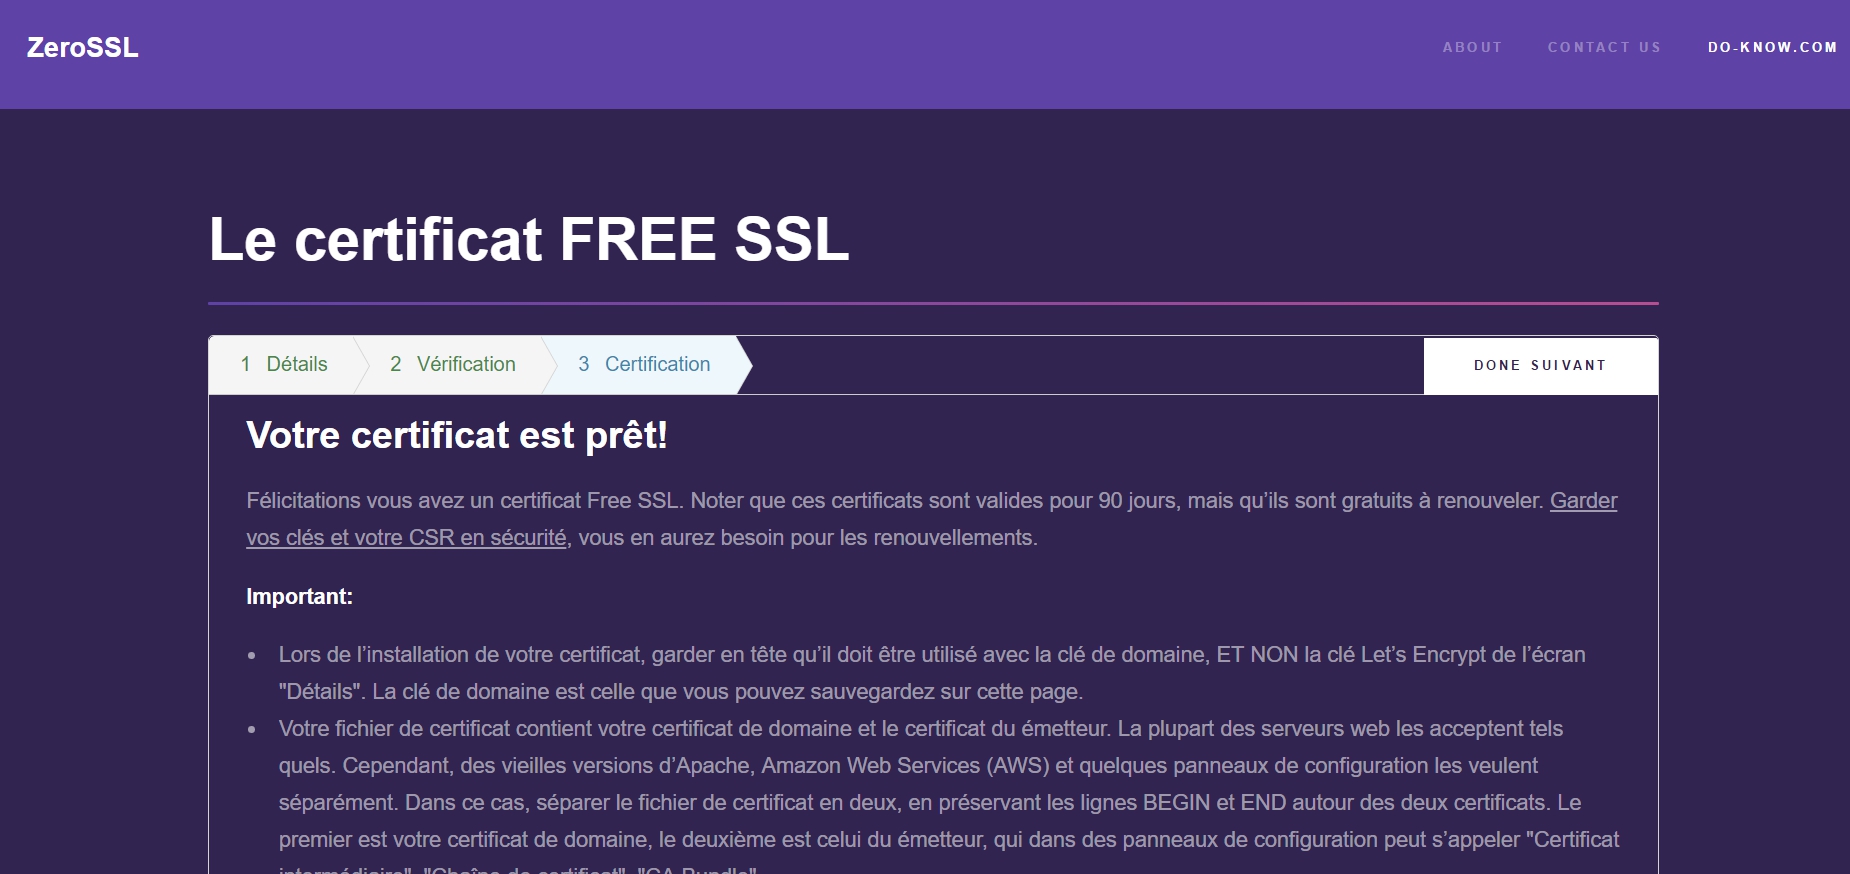 ZeroSSL
ABOUT
CONTACT US
DO-KNOW.COM
Le certificat FREE SSL
1 Détails
2 Vérification
3 Certification
DONE SUIVANT
Votre certificat est prêt!
Félicitations vous avez un certificat Free SSL. Noter que ces certificats sont valides pour 90 jours, mais qu’ils sont gratuits à renouveler. Garder
vos clés et votre CSR en sécurité, vous en aurez besoin pour les renouvellements.
Important:
Lors de l’installation de votre certificat, garder en tête qu’il doit être utilisé avec la clé de domaine, ET NON la clé Let’s Encrypt de l’écran
"Détails". La clé de domaine est celle que vous pouvez sauvegardez sur cette page.
Votre fichier de certificat contient votre certificat de domaine et le certificat du émetteur. La plupart des serveurs web les acceptent tels
quels. Cependant, des vieilles versions d’Apache, Amazon Web Services (AWS) et quelques panneaux de configuration les veulent
séparément. Dans ce cas, séparer le fichier de certificat en deux, en préservant les lignes BEGIN et END autour des deux certificats. Le
premier est votre certificat de domaine, le deuxième est celui du émetteur, qui dans des panneaux de configuration peut s’appeler "Certificat
intermédiaire", "Chaîne de certificat", "CA Bundle"